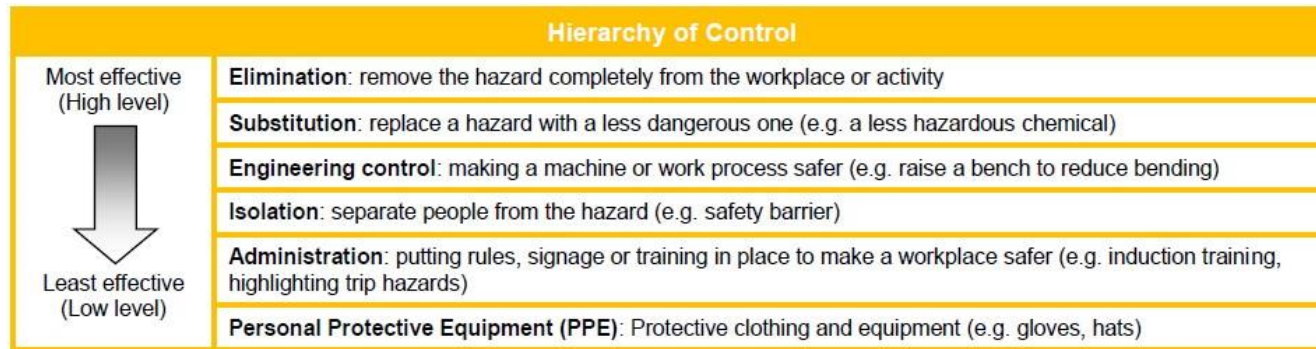 Hierarchy of Control
Most effective
(High level)
Least effective
(Low level)
Elimination: remove the hazard completely from the workplace or activity
Substitution: replace a hazard with a less dangerous one (e.g. a less hazardous chemical)
Engineering control: making a machine or work process safer (e.g. raise a bench to reduce bending)
Isolation: separate people from the hazard (e.g. safety barrier)
Administration: putting rules, signage or training in place to make a workplace safer (e.g. induction training,
highlighting trip hazards)
Personal Protective Equipment (PPE): Protective clothing and equipment (e.g. gloves, hats)